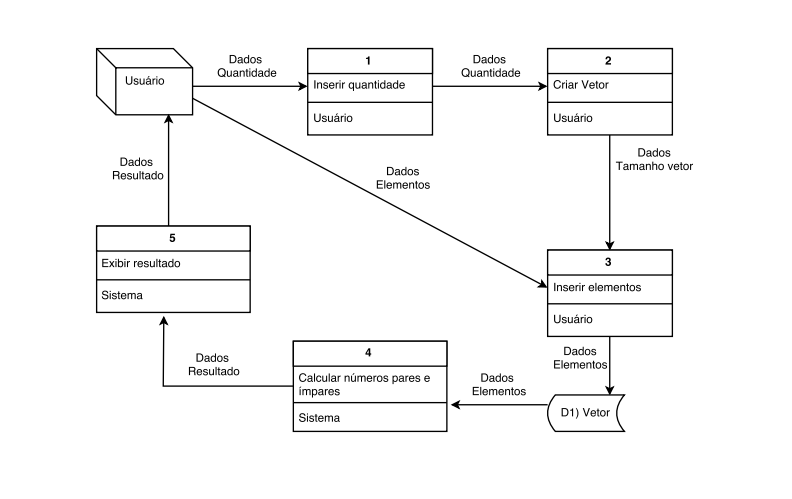 Usuário
Dados
Quantidade
1
Inserir quantidade
Usuário
Dados
Quantidade
2
Criar Vetor
Usuário
Dados
Tamanho vetor
Dados
Elementos
Dados
Resultado
3
Inserir elementos
Usuário
5
Exibir resultado
Sistema
Dados
Elementos
D1) Vetor
Dados
Elementos
4
Calcular números pares e
ímpares
Sistema
Dados
Resultado